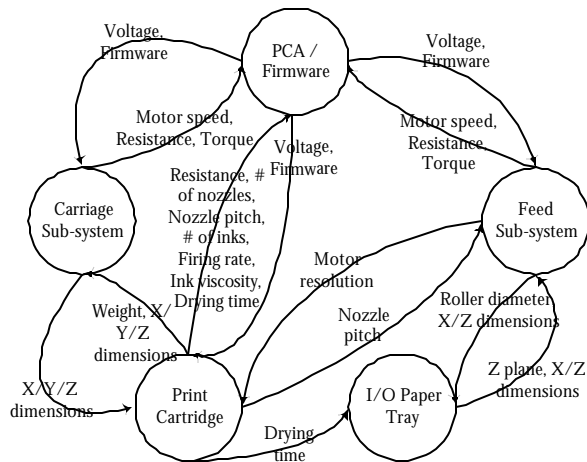 Voltage,
Firmware
PCA /
Firmware
Voltage,
Firmware
Motor speed,
Resistance, Torque
Motor speed,
Resistance,
Torque
Resistance, #
of nozzles,
Nozzle pitch,
# of inks,
Firing rate,
Ink viscosity,
Drying time
Voltage,
Firmware
Carriage
Sub-system
Feed
Sub-system
Motor
resolution
Weight, X/
Y/Z
dimensions
Nozzle
pitch
Roller diameter,
X/Z dimensions
X/Y/Z
dimensions
Print
Cartridge
I/O Paper
Tray
Z plane, X/Z
dimensions
Drying
time